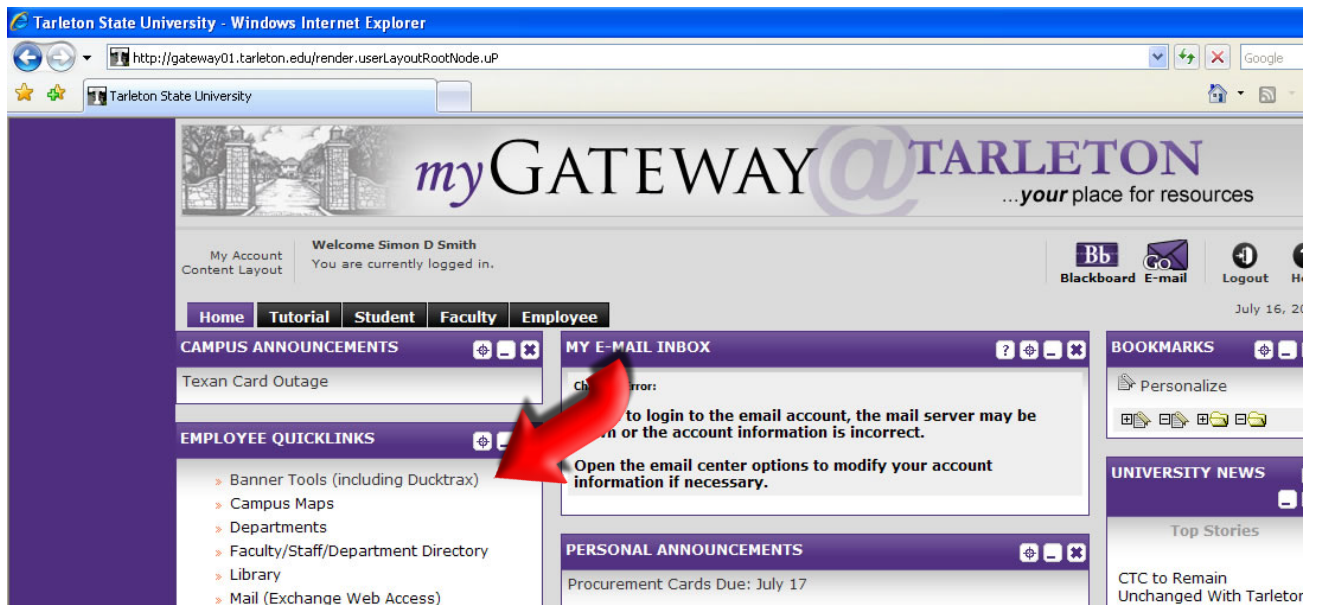 Tarleton State University - Windows Internet Explorer
http://gateway01.tarleton.edu/render.userLayoutRootNode.uP
Google
Tarleton State University
myGATEWAY@TARLETON
...your place for resources
My Account
Content Layout
Welcome Simon D Smith
You are currently logged in.
Bb
Blackboard
GO
E-mail
Logout
July 16, 20
Home Tutorial Student Faculty Employee
CAMPUS ANNOUNCEMENTS
Texan Card Outage
EMPLOYEE QUICKLINKS
» Banner Tools (including Ducktrax)
» Campus Maps
» Departments
» Faculty/Staff/Department Directory
» Library
» Mail (Exchange Web Access)
MY E-MAIL INBOX
?
to login to the email account, the mail server may be
or the account information is incorrect.
Open the email center options to modify your account
information if necessary.
PERSONAL ANNOUNCEMENTS
Procurement Cards Due: July 17
BOOKMARKS
Personalize
UNIVERSITY NEWS
Top Stories
CTC to Remain
Unchanged With Tarleton